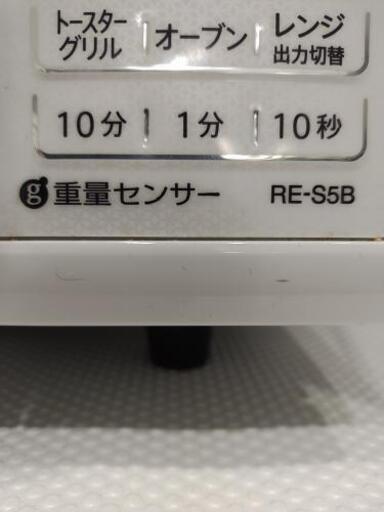 トースター
グリル
オーブン
レンジ
出力切替
10分
1分
10秒
g 重量センサー RE-S5B